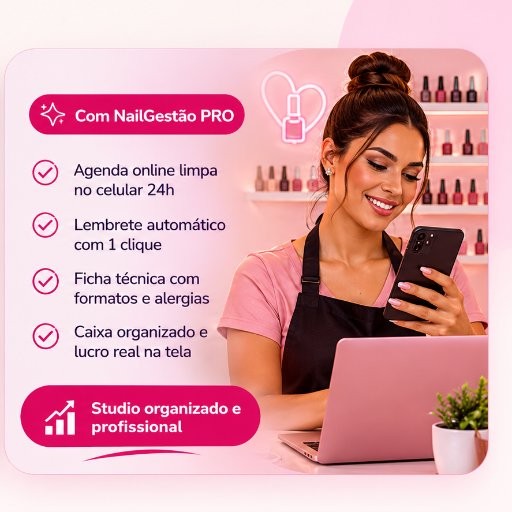 Com NailGestão PRO
Agenda online limpa
no celular 24h
Lembrete automático
com 1 clique
Ficha técnica com
formatos e alergias
Caixa organizado e
lucro real na tela
Studio organizado e
profissional